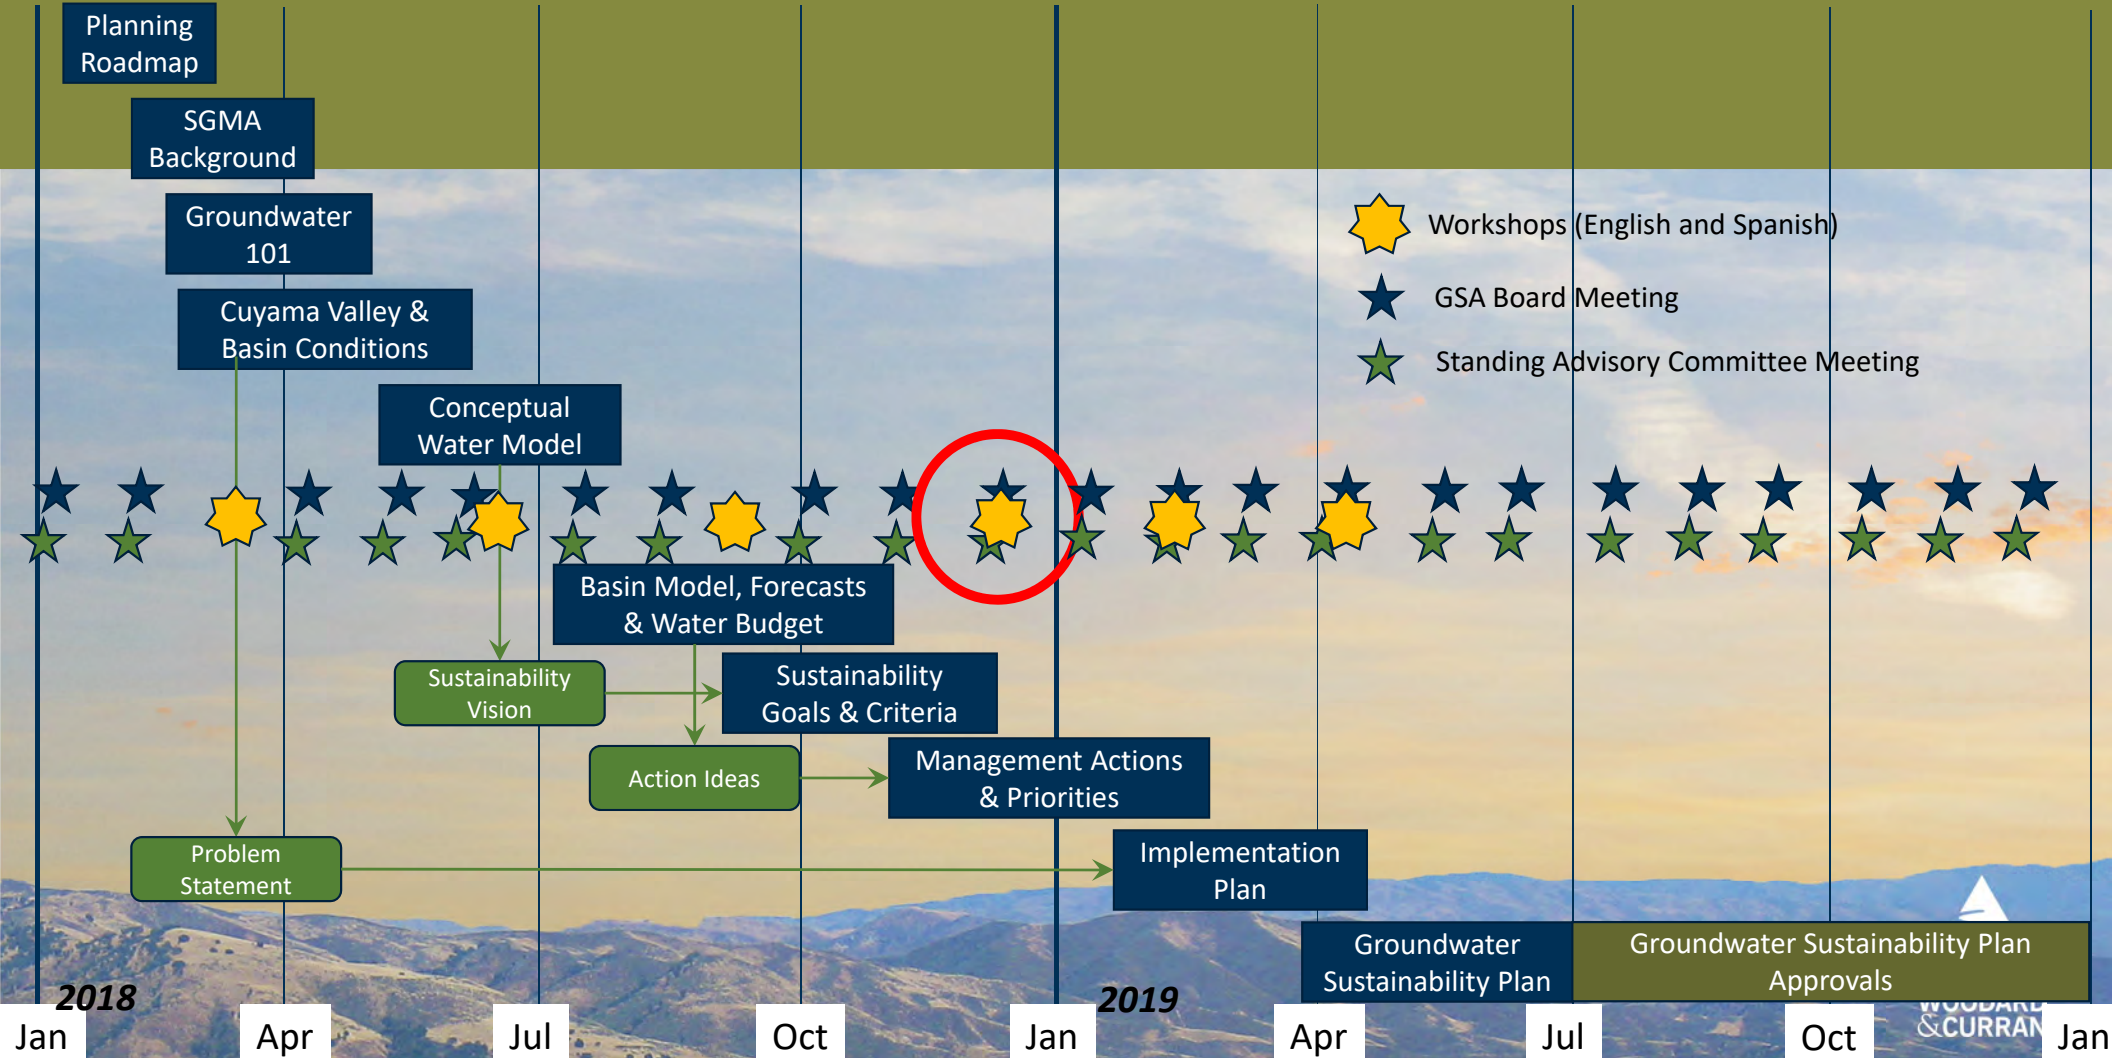 Planning
Roadmap
SGMA
Background
Groundwater
101
Cuyama Valley &
Basin Conditions
Conceptual
Water Model
Workshops (English and Spanish)
GSA Board Meeting
Standing Advisory Committee Meeting
Basin Model, Forecasts
& Water Budget
Sustainability
Vision
Sustainability
Goals & Criteria
Action Ideas
Management Actions
& Priorities
Problem
Statement
Implementation
Plan
Groundwater
Sustainability Plan
Groundwater Sustainability Plan
Approvals
2018
2019
WOODARD
&CURRAN
Jan
Apr
Jul
Oct
Jan
Apr
Jul
Oct
Jan